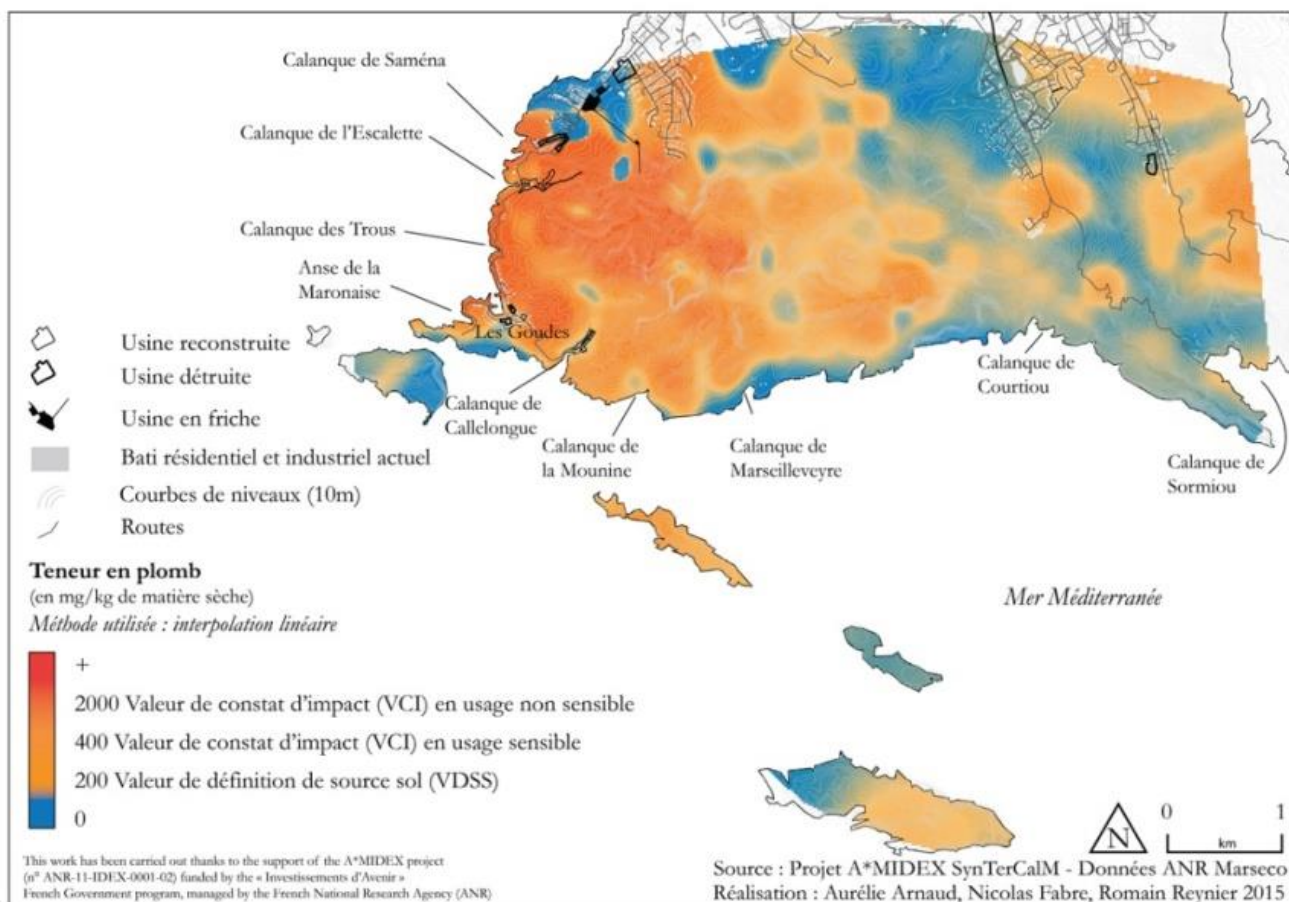 Calanque de Saména
Calanque de l'Escalette
Calanque des Trous
Anse de la
Maronaise
Les Goudes
Usine reconstruite
Usine détruite
Usine en friche
Bati résidentiel et industriel actuel
Courbes de niveaux (10m)
Routes
Calanque de
Callelongue
Calanque de
la Mounine
Calanque de
Marseilleveyre
Calanque de
Courtiou
Calanque de
Sormiou
Mer Méditerranée
Teneur en plomb
(en mg/kg de matière sèche)
Méthode utilisée : interpolation linéaire
+
2000 Valeur de constat d'impact (VCI) en usage non sensible
400 Valeur de constat d'impact (VCI) en usage sensible
200 Valeur de définition de source sol (VDSS)
0
This work has been carried out thanks to the support of the A*MIDEX project
(n° ANR-11-IDEX-0001-02) funded by the « Investissements d'Avenir »
French Government program, managed by the French National Research Agency (ANR)
N
0 1
km
Source : Projet A*MIDEX SynTerCalM - Données ANR Marseco
Réalisation : Aurélie Arnaud, Nicolas Fabre, Romain Reynier 2015